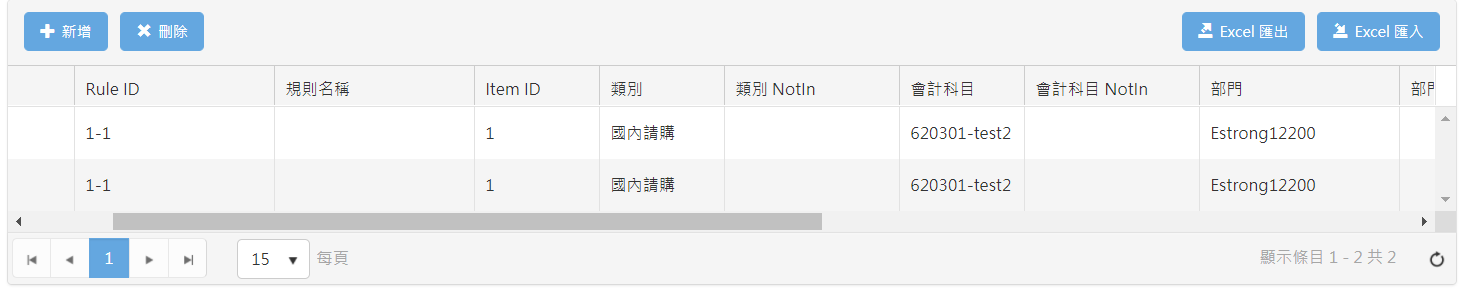 新增 刪除 Excel 匯出 Excel 匯入
Rule ID 規則名稱 Item ID 類別 類別 NotIn 會計科目 會計科目 NotIn 部門 部
1-1 1 國內請購 620301-test2 Estrong12200
1-1 1 國內請購 620301-test2 Estrong12200
1 15 每頁 顯示條目 1 - 2 共 2